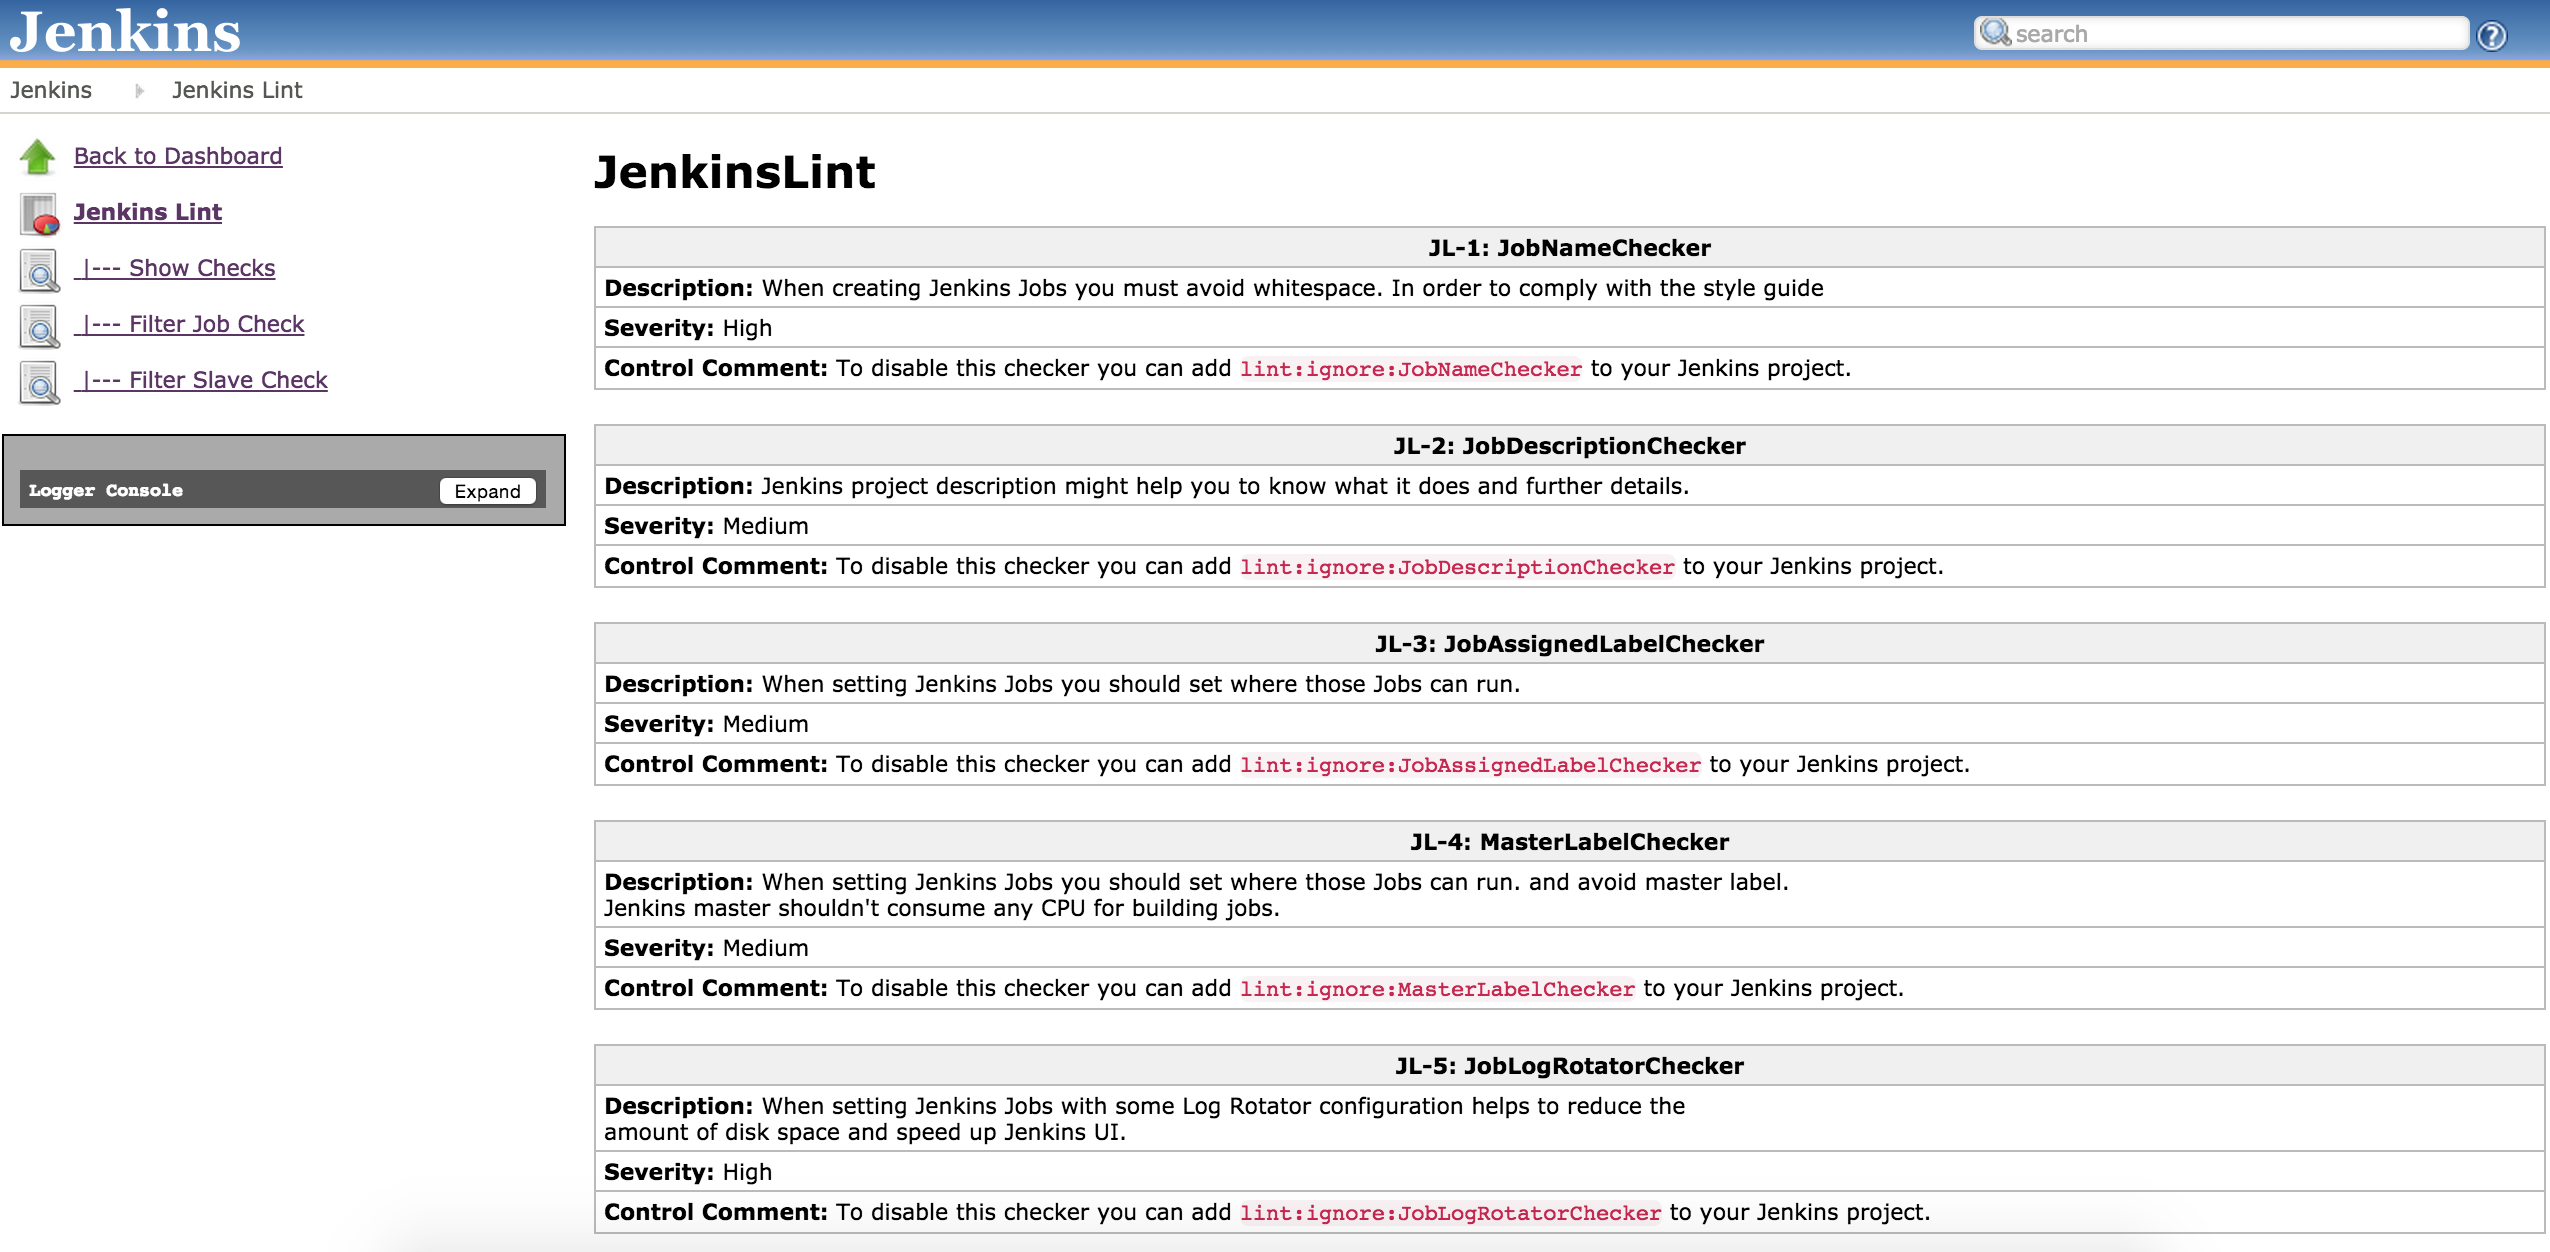 Jenkins
search
Jenkins
Jenkins Lint
Back to Dashboard
Jenkins Lint
|--- Show Checks
|--- Filter Job Check
|--- Filter Slave Check
Logger Console
Expand
JenkinsLint
JL-1: JobNameChecker
Description: When creating Jenkins Jobs you must avoid whitespace. In order to comply with the style guide
Severity: High
Control Comment: To disable this checker you can add lint:ignore:JobNameChecker to your Jenkins project.
JL-2: JobDescriptionChecker
Description: Jenkins project description might help you to know what it does and further details.
Severity: Medium
Control Comment: To disable this checker you can add lint:ignore:JobDescriptionChecker to your Jenkins project.
JL-3: JobAssignedLabelChecker
Description: When setting Jenkins Jobs you should set where those Jobs can run.
Severity: Medium
Control Comment: To disable this checker you can add lint:ignore:JobAssignedLabelChecker to your Jenkins project.
JL-4: MasterLabelChecker
Description: When setting Jenkins Jobs you should set where those Jobs can run. and avoid master label.
Jenkins master shouldn't consume any CPU for building jobs.
Severity: Medium
Control Comment: To disable this checker you can add lint:ignore:MasterLabelChecker to your Jenkins project.
JL-5: JobLogRotatorChecker
Description: When setting Jenkins Jobs with some Log Rotator configuration helps to reduce the
amount of disk space and speed up Jenkins UI.
Severity: High
Control Comment: To disable this checker you can add lint:ignore:JobLogRotatorChecker to your Jenkins project.